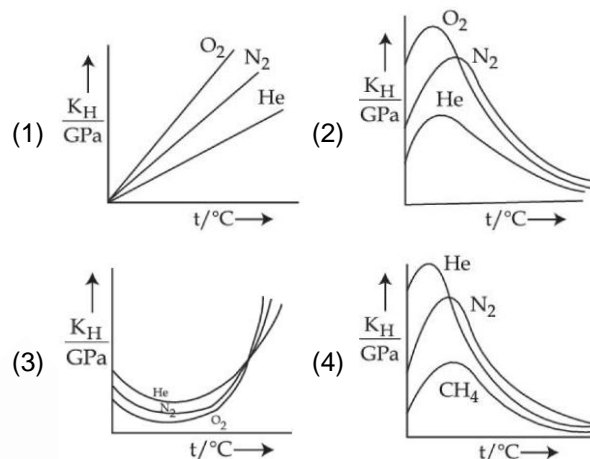 (1)
K_H
GPa
O₂
N₂
He
t/°C
(2)
K_H
GPa
O₂
N₂
He
t/°C
(3)
K_H
GPa
He
N₂
O₂
t/°C
(4)
K_H
GPa
He
N₂
CH₄
t/°C